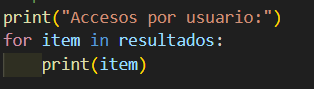 print("Accesos por usuario:")
for item in resultados:
    print(item)